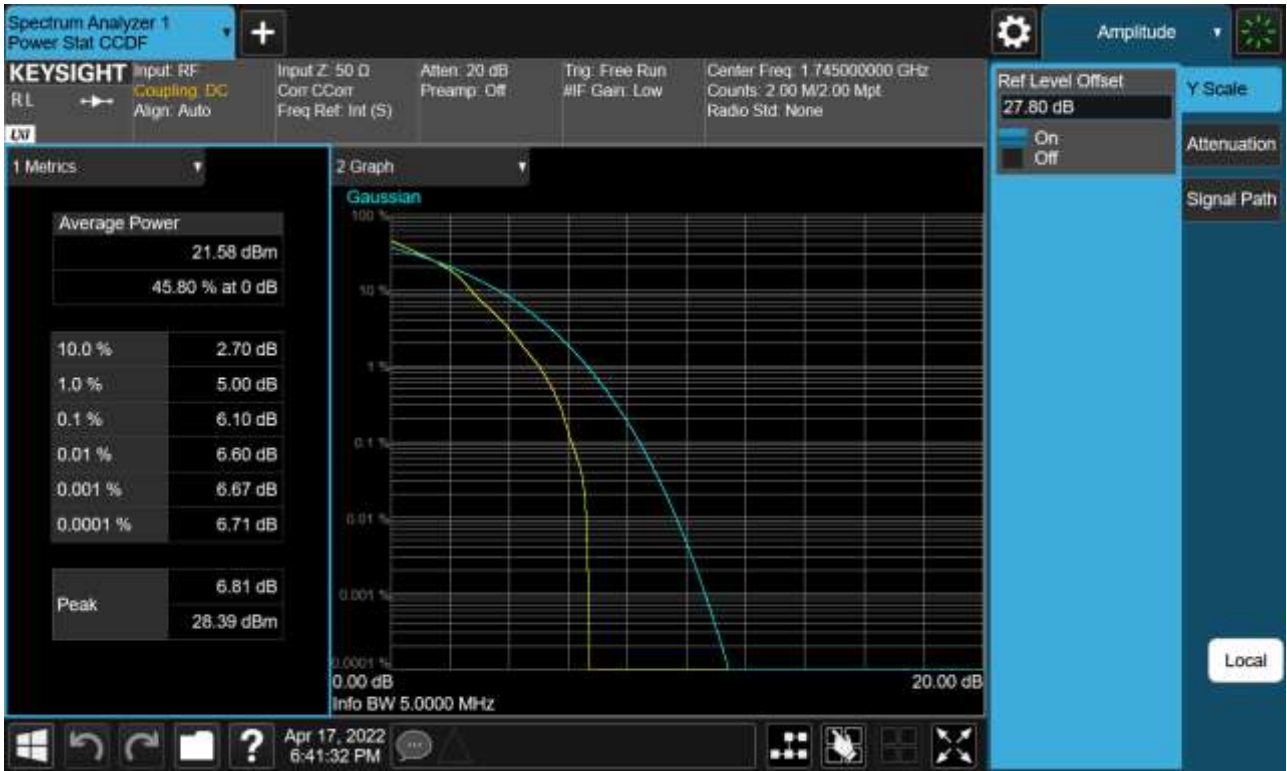 Spectrum Analyzer 1
Power Stat CCDF
+
Amplitude
KEYSIGHT
RL
LXI
Input: RF
Coupling: DC
Align: Auto
Input Z: 50 Ω
Corr CCorr
Freq Ref: Int (S)
Atten: 20 dB
Preamp: Off
Trig: Free Run
#IF Gain: Low
Center Freq: 1.745000000 GHz
Counts: 2.00 M/2.00 Mpt
Radio Std: None
Ref Level Offset
27.80 dB
On
Off
Y Scale
Attenuation
Signal Path
Local
1 Metrics
Average Power
21.58 dBm
45.80 % at 0 dB
10.0 % 2.70 dB
1.0 % 5.00 dB
0.1 % 6.10 dB
0.01 % 6.60 dB
0.001 % 6.67 dB
0.0001 % 6.71 dB
Peak
6.81 dB
28.39 dBm
2 Graph
Gaussian
100 %
10 %
1 %
0.1 %
0.01 %
0.001 %
0.0001 %
0.00 dB 20.00 dB
Info BW 5.0000 MHz
?
Apr 17, 2022
6:41:32 PM